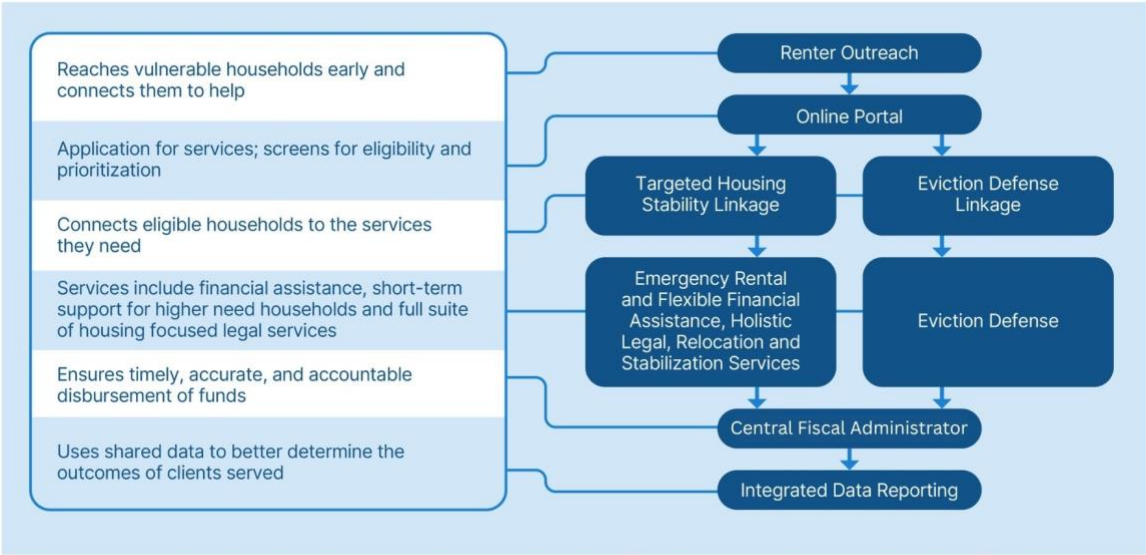 Reaches vulnerable households early and
connects them to help
Application for services; screens for eligibility and
prioritization
Connects eligible households to the services
they need
Services include financial assistance, short-term
support for higher need households and full suite
of housing focused legal services
Ensures timely, accurate, and accountable
disbursement of funds
Uses shared data to better determine the
outcomes of clients served
Renter Outreach
Online Portal
Targeted Housing
Stability Linkage
Eviction Defense
Linkage
Emergency Rental
and Flexible Financial
Assistance, Holistic
Legal, Relocation and
Stabilization Services
Eviction Defense
Central Fiscal Administrator
Integrated Data Reporting